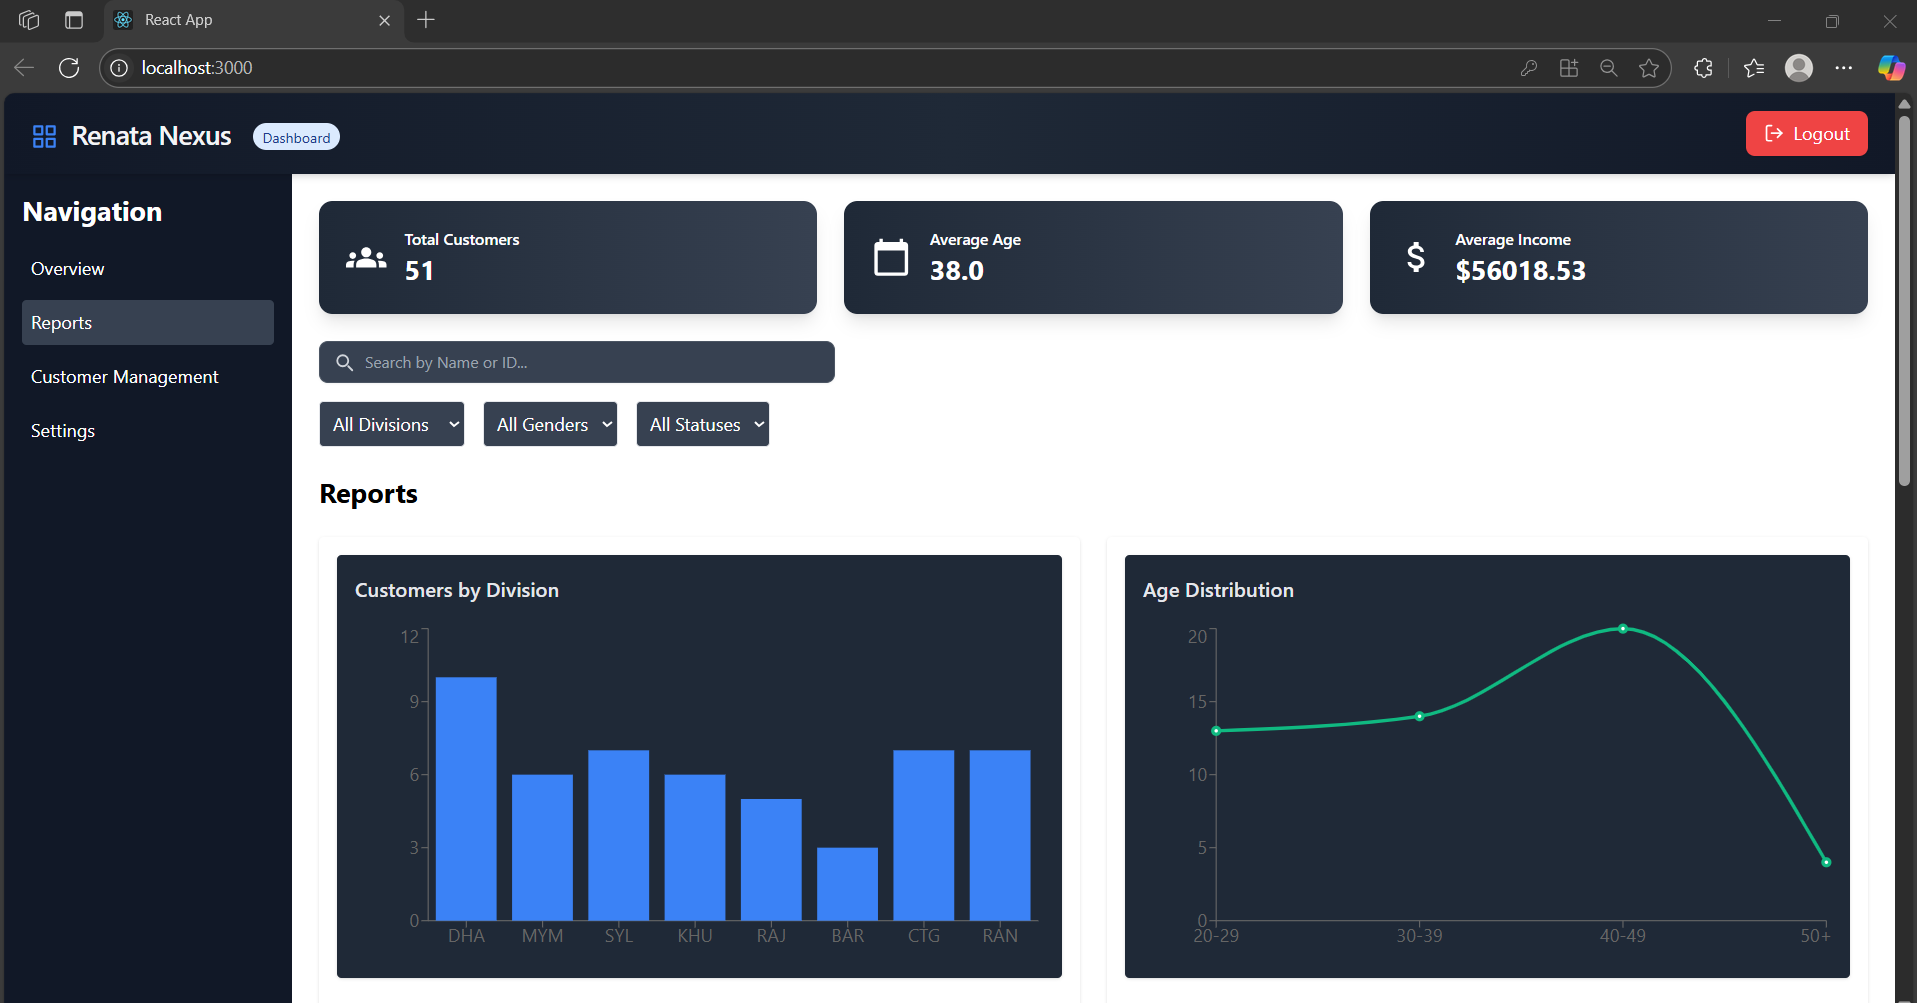 React App
localhost:3000
Renata Nexus
Dashboard
Logout
Navigation
Overview
Reports
Customer Management
Settings
Total Customers
51
Average Age
38.0
Average Income
$56018.53
Search by Name or ID...
All Divisions
All Genders
All Statuses
Reports
Customers by Division
12
9
6
3
0
DHA MYM SYL KHU RAJ BAR CTG RAN
Age Distribution
20
15
10
5
0
20-29 30-39 40-49 50+